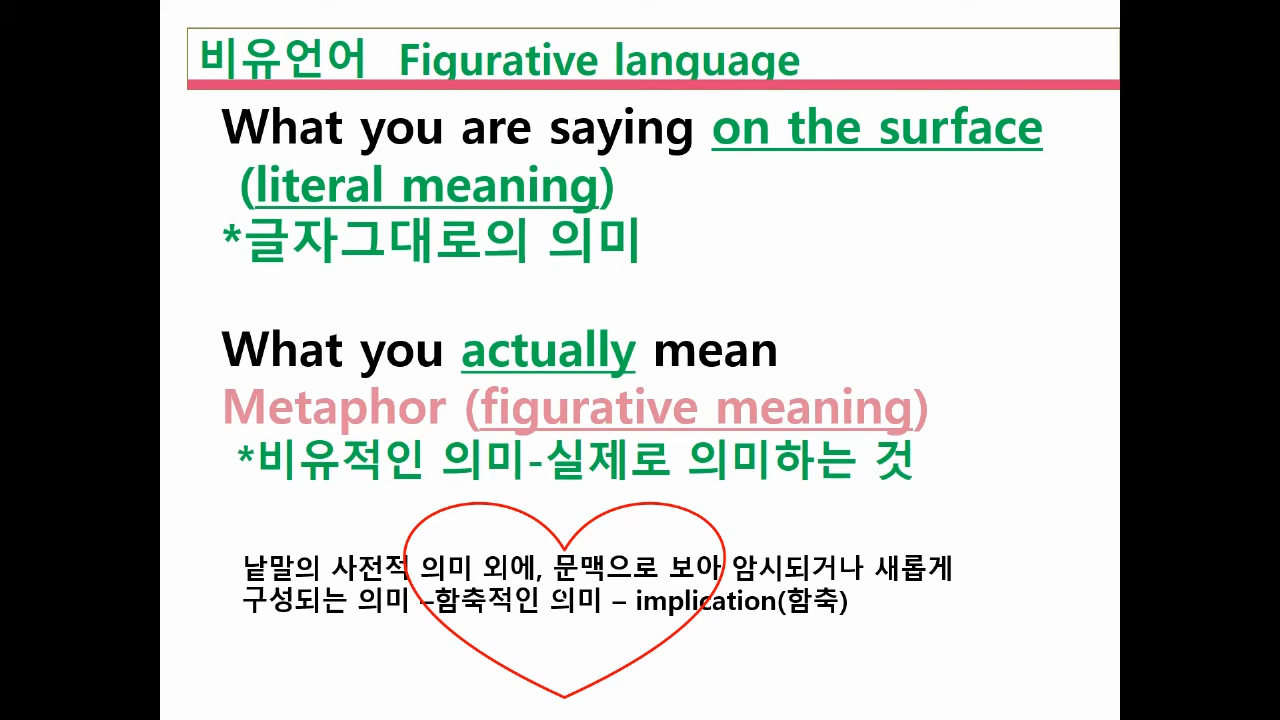 비유언어 Figurative language
What you are saying on the surface
(literal meaning)
*글자그대로의 의미
What you actually mean
Metaphor (figurative meaning)
*비유적인 의미-실제로 의미하는 것
낱말의 사전적 의미 외에, 문맥으로 보아 암시되거나 새롭게
구성되는 의미 –함축적인 의미 – implication(함축)